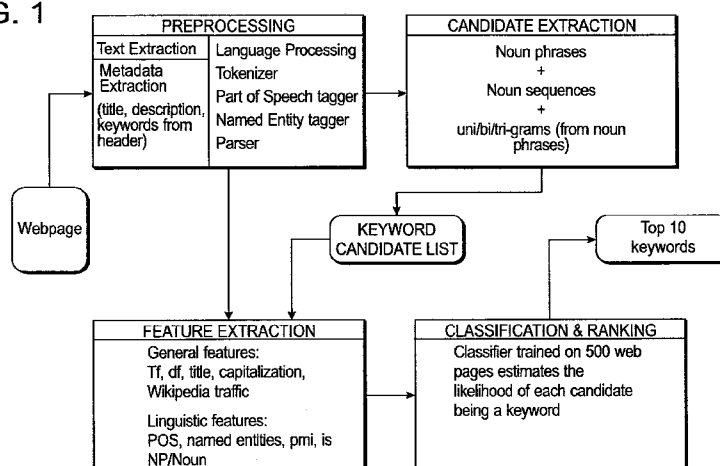 G. 1
PREPROCESSING
Text Extraction
Metadata
Extraction
(title, description,
keywords from
header)
Language Processing
Tokenizer
Part of Speech tagger
Named Entity tagger
Parser
CANDIDATE EXTRACTION
Noun phrases
+
Noun sequences
+
uni/bi/tri-grams (from noun
phrases)
Webpage
KEYWORD
CANDIDATE LIST
Top 10
keywords
FEATURE EXTRACTION
General features:
Tf, df, title, capitalization,
Wikipedia traffic
Linguistic features:
POS, named entities, pmi, is
NP/Noun
CLASSIFICATION & RANKING
Classifier trained on 500 web
pages estimates the
likelihood of each candidate
being a keyword